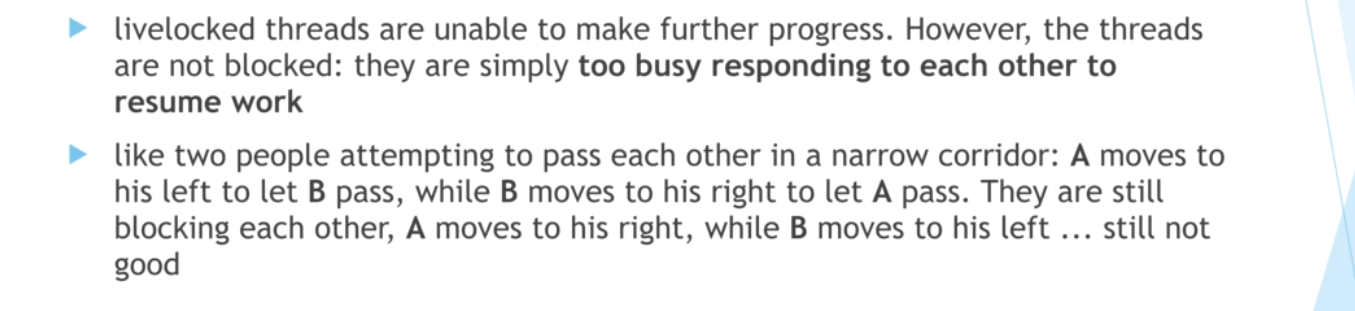 livelocked threads are unable to make further progress. However, the threads
are not blocked: they are simply too busy responding to each other to
resume work
like two people attempting to pass each other in a narrow corridor: A moves to
his left to let B pass, while B moves to his right to let A pass. They are still
blocking each other, A moves to his right, while B moves to his left ... still not
good